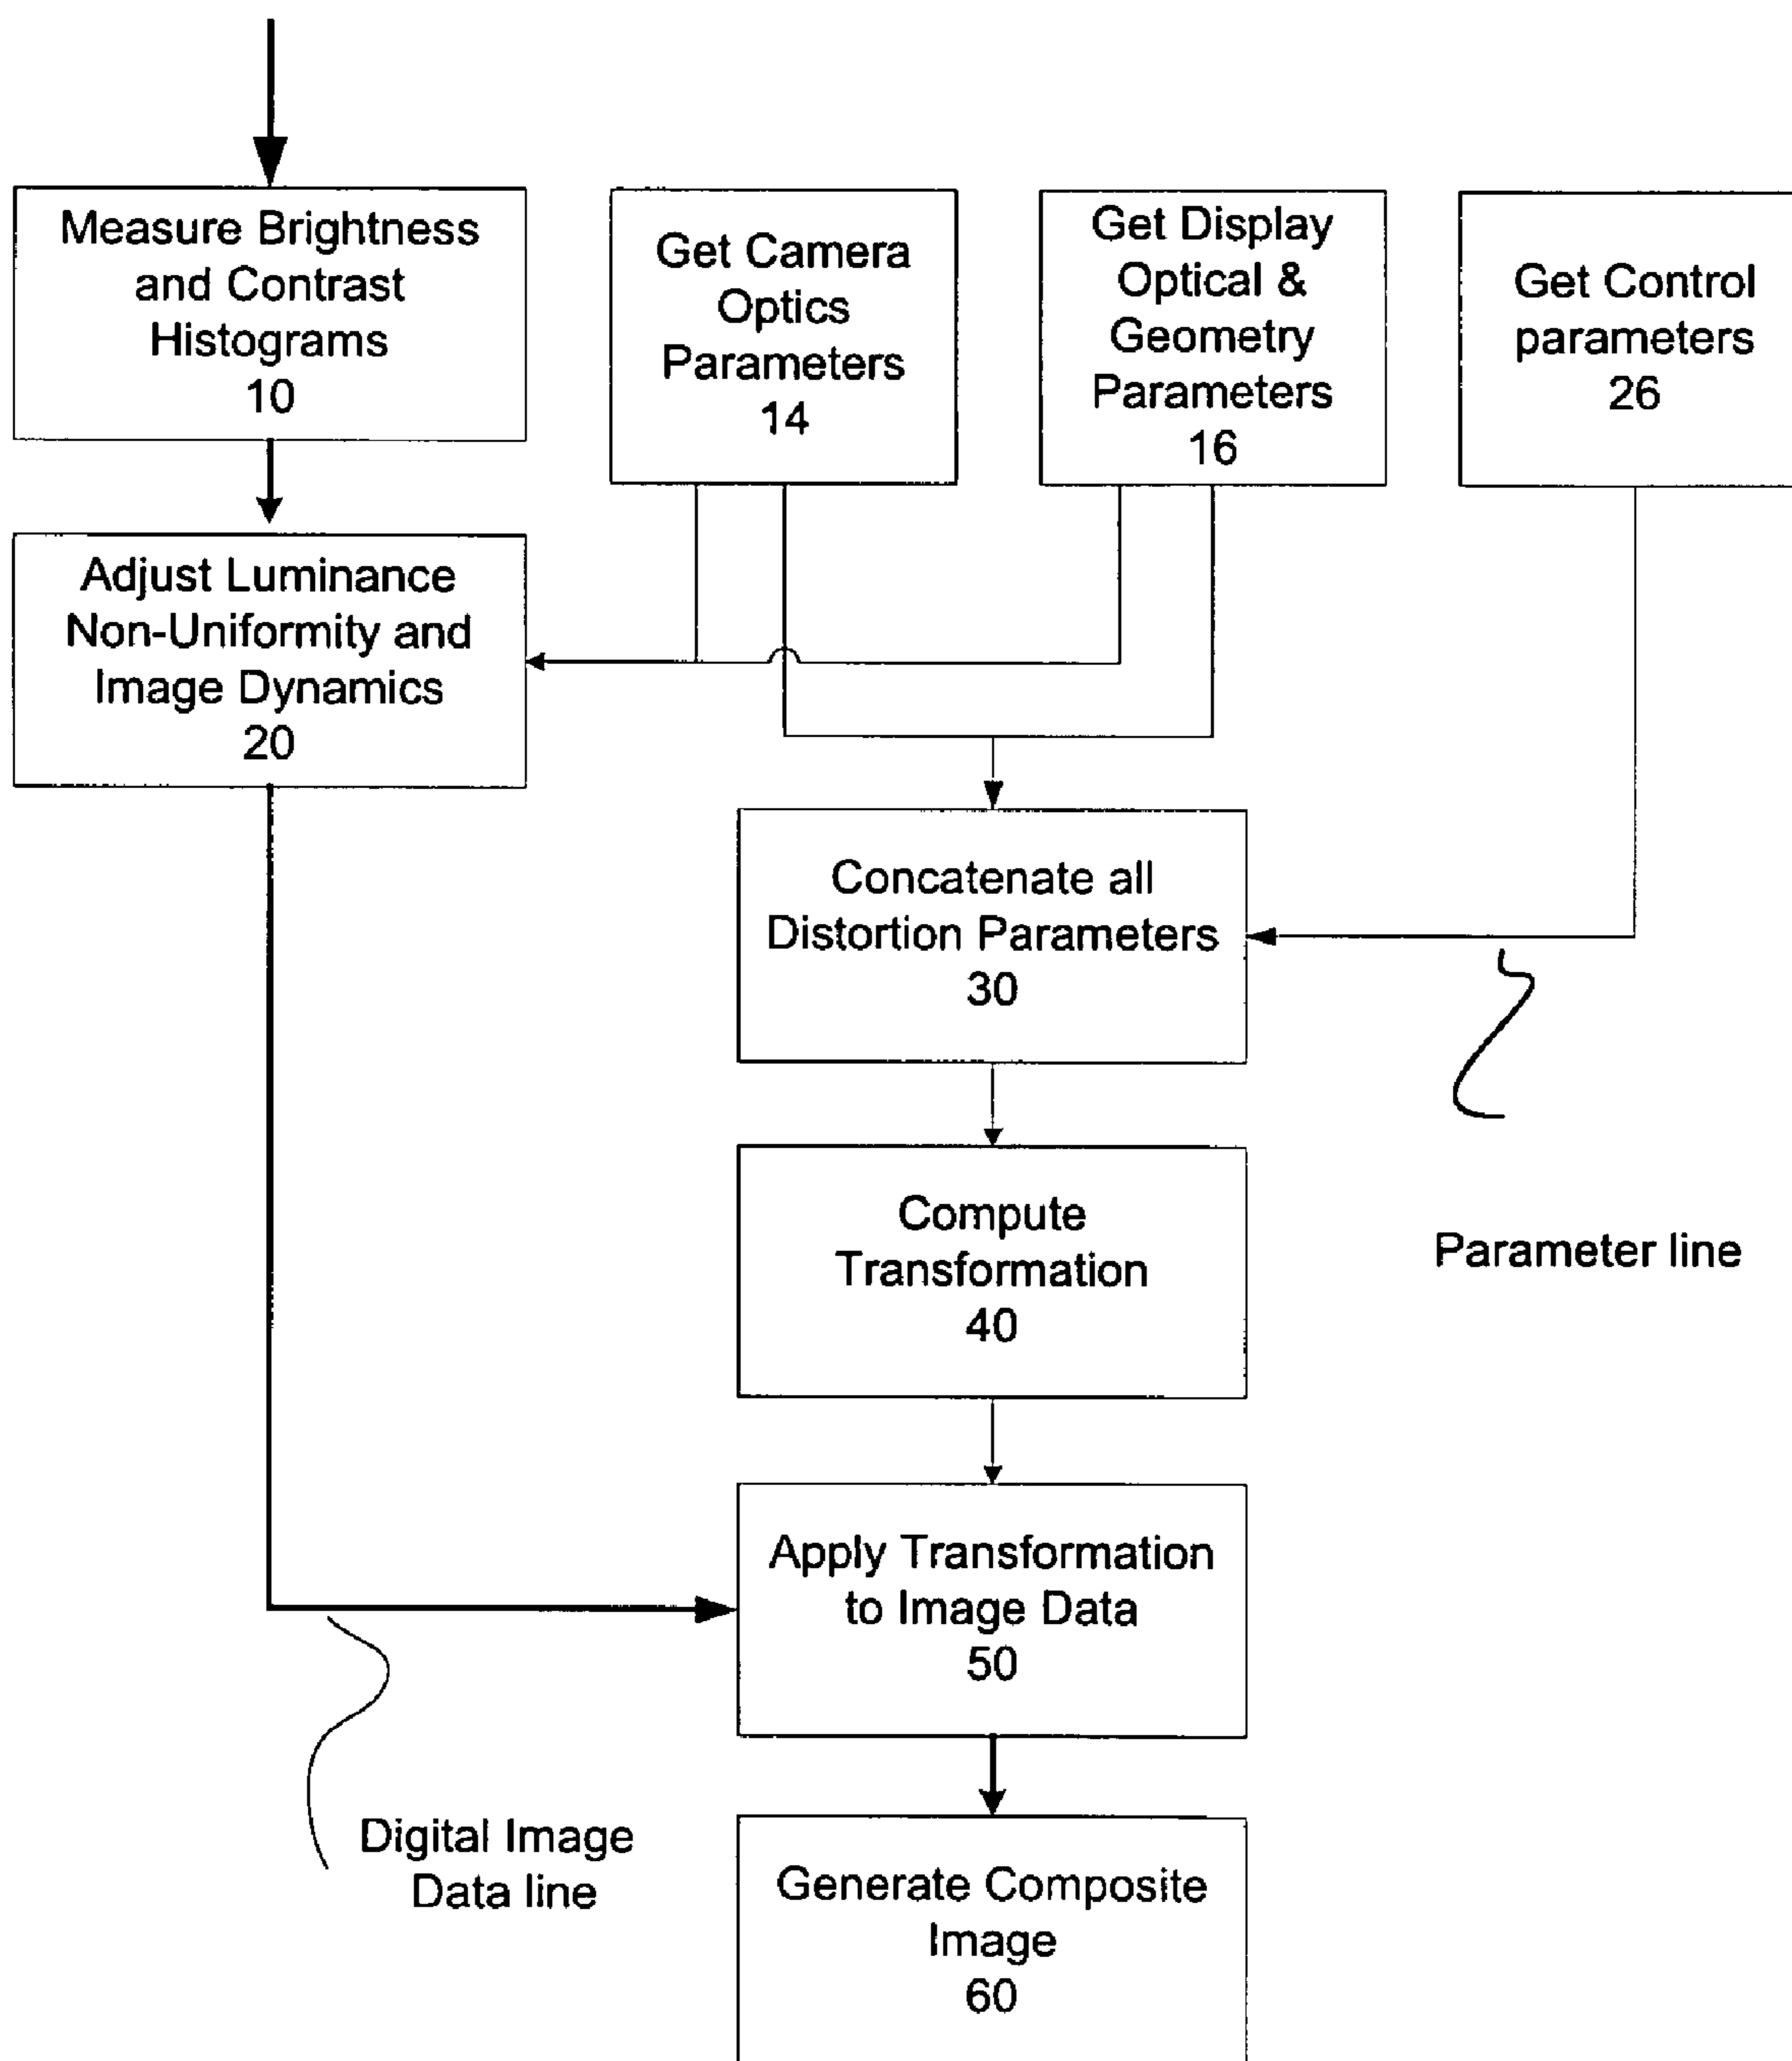 Measure Brightness
and Contrast
Histograms
10
Get Camera
Optics
Parameters
14
Get Display
Optical &
Geometry
Parameters
16
Get Control
parameters
26
Adjust Luminance
Non-Uniformity and
Image Dynamics
20
Concatenate all
Distortion Parameters
30
Parameter line
Compute
Transformation
40
Apply Transformation
to Image Data
50
Digital Image
Data line
Generate Composite
Image
60